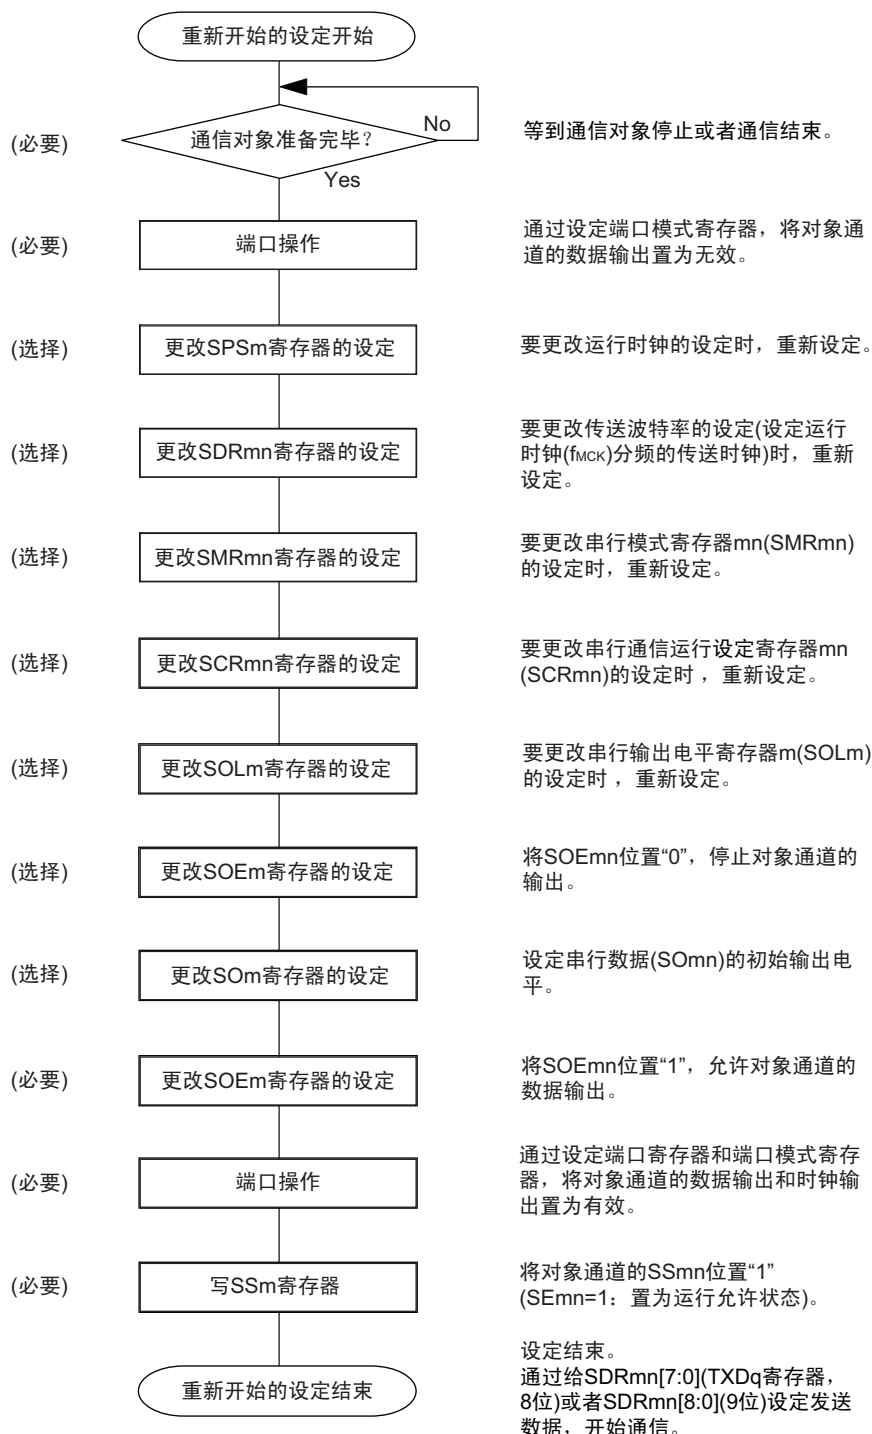 重新开始的设定开始
(必要)
通信对象准备完毕？
No
Yes
等到通信对象停止或者通信结束。
(必要)
端口操作
通过设定端口模式寄存器，将对象通
道的数据输出置为无效。
(选择)
更改SPSm寄存器的设定
要更改运行时钟的设定时，重新设定。
(选择)
更改SDRmn寄存器的设定
要更改传送波特率的设定(设定运行
时钟(fMCK)分频的传送时钟)时，重新
设定。
(选择)
更改SMRmn寄存器的设定
要更改串行模式寄存器mn(SMRmn)
的设定时，重新设定。
(选择)
更改SCRmn寄存器的设定
要更改串行通信运行设定寄存器mn
(SCRmn)的设定时，重新设定。
(选择)
更改SOLm寄存器的设定
要更改串行输出电平寄存器m(SOLm)
的设定时，重新设定。
(选择)
更改SOEm寄存器的设定
将SOEmn位置“0”，停止对象通道的
输出。
(选择)
更改SOm寄存器的设定
设定串行数据(SOmn)的初始输出电
平。
(必要)
更改SOEm寄存器的设定
将SOEmn位置“1”，允许对象通道的
数据输出。
(必要)
端口操作
通过设定端口寄存器和端口模式寄存
器，将对象通道的数据输出和时钟输
出置为有效。
(必要)
写SSm寄存器
将对象通道的SSmn位置“1”
(SEmn=1：置为运行允许状态)。
重新开始的设定结束
设定结束。
通过给SDRmn[7:0](TXDq寄存器，
8位)或者SDRmn[8:0](9位)设定发送
数据，开始通信。